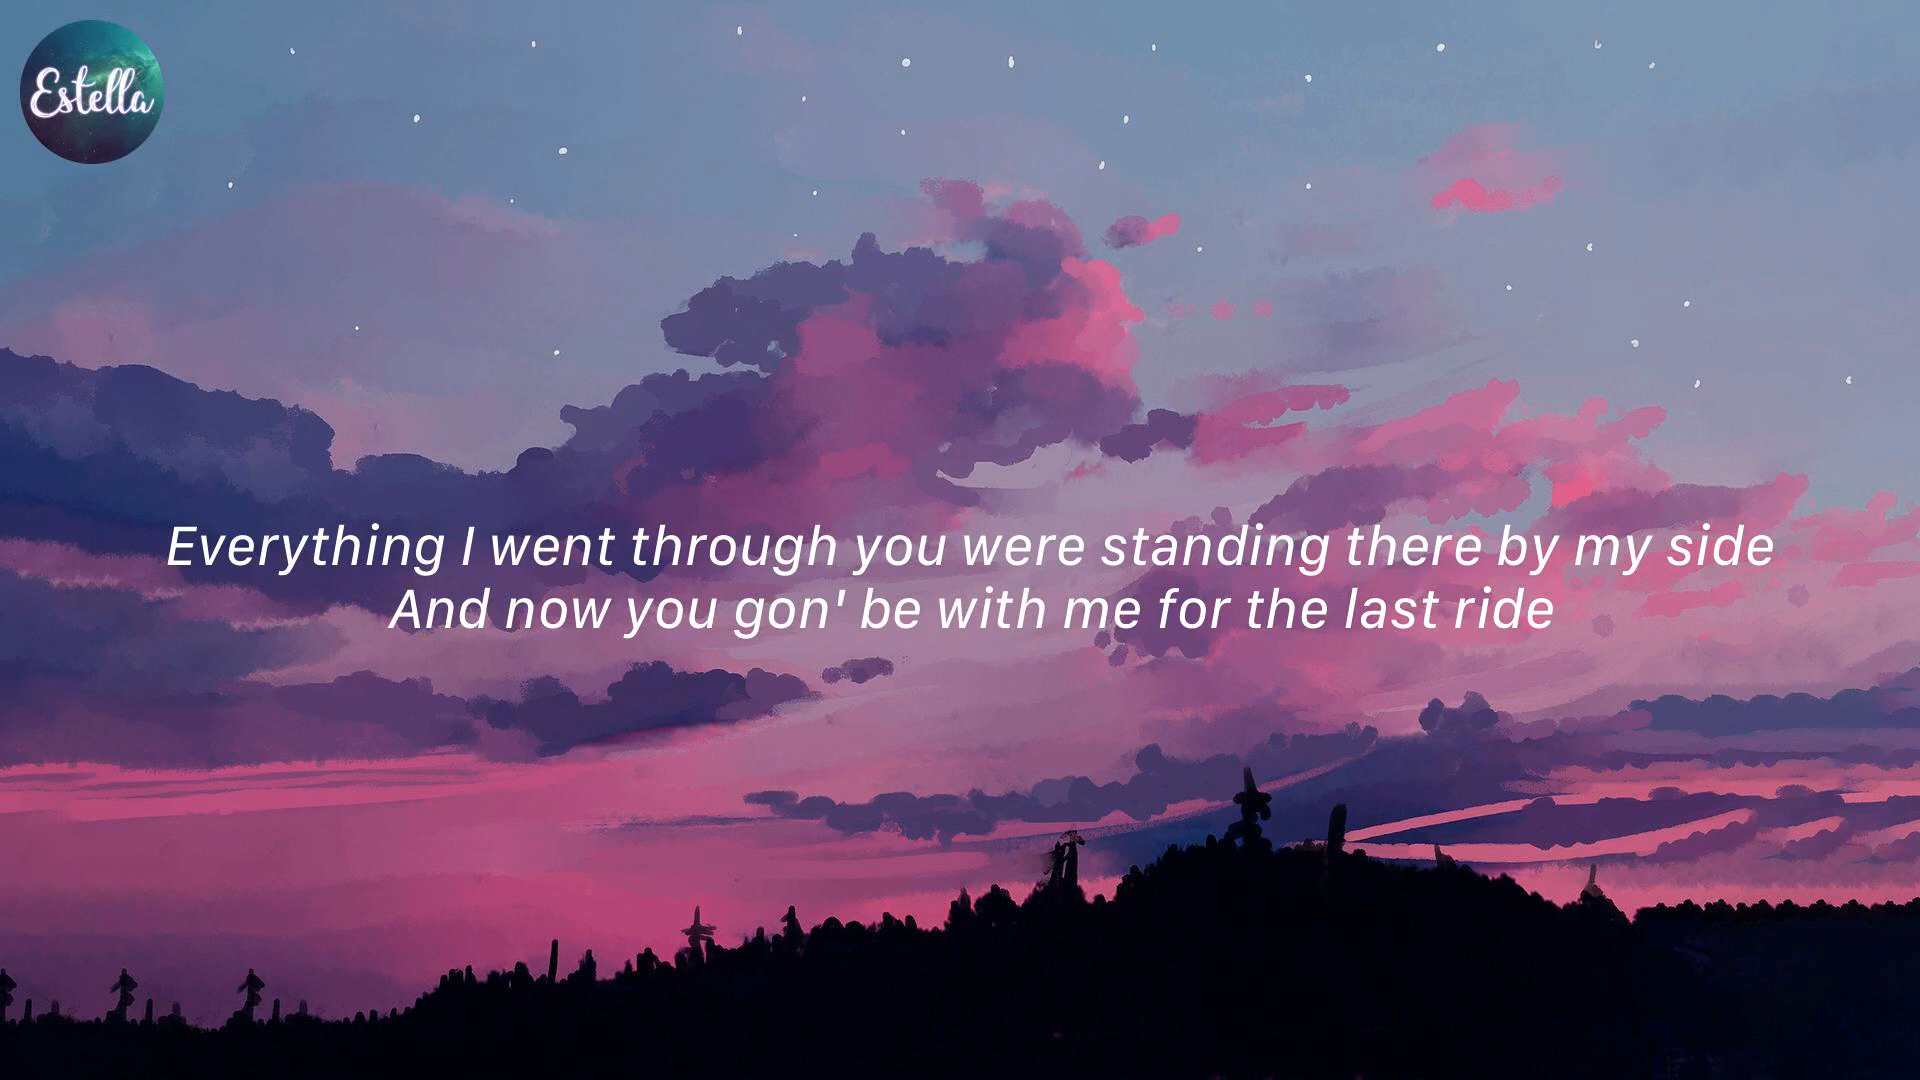 Estella
Everything I went through you were standing there by my side
And now you gon' be with me for the last ride